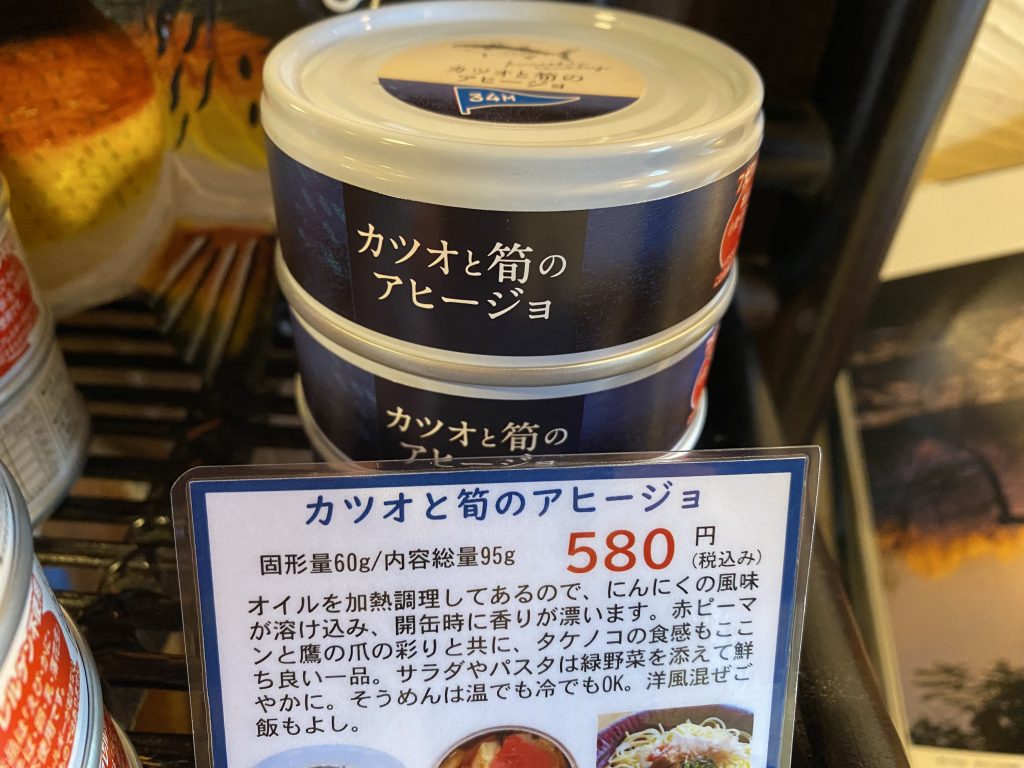 カツオと筍の
アヒージョ
34M
カツオと筍の
アヒージョ
カツオと筍の
アヒージョ
カツオと筍のアヒージョ
固形量60g/内容総量95g
580円
(税込み)
オイルを加熱調理してあるので、にんにくの風味
が溶け込み、開缶時に香りが漂います。赤ピーマ
ンと鷹の爪の彩りと共に、タケノコの食感もここ
ち良い一品。サラダやパスタは緑野菜を添えて鮮
やかに。そうめんは温でも冷でもOK。洋風混ぜご
飯もよし。